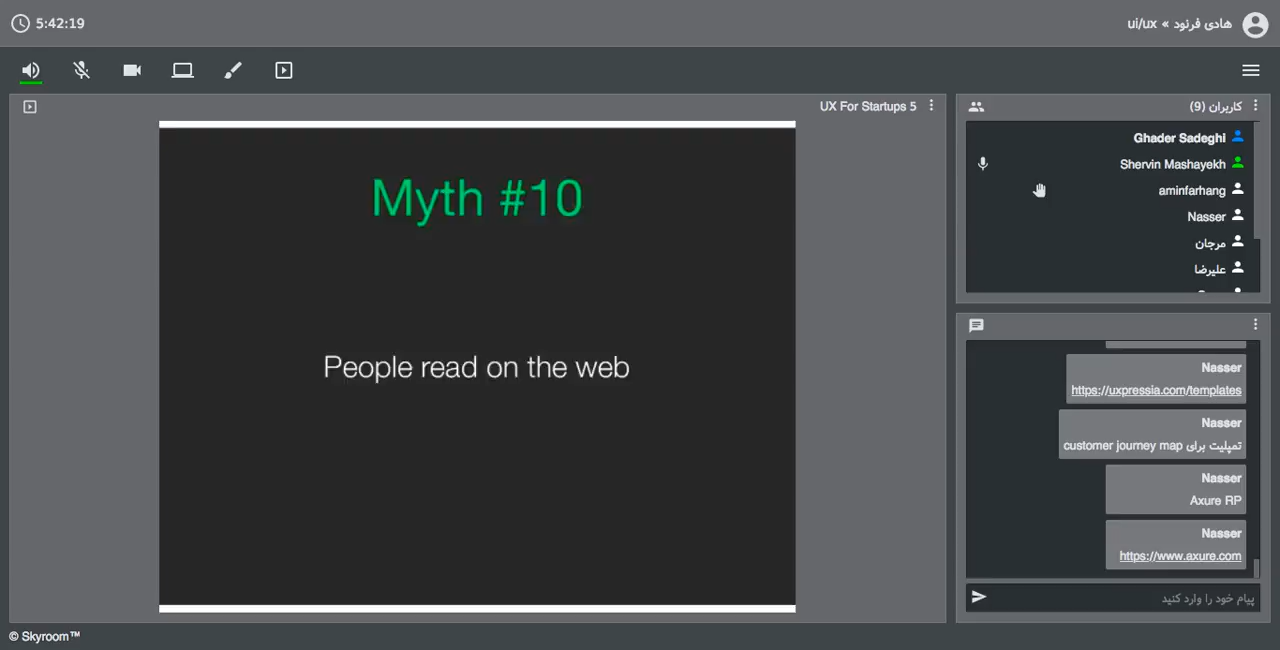 5:42:19
هادی فرنود » ui/ux
UX For Startups 5
Myth #10
People read on the web
کاربران (9)
Ghader Sadeghi
Shervin Mashayekh
aminfarhang
Nasser
مرجان
علیرضا
Nasser
https://uxpressia.com/templates
Nasser
تمپلیت برای customer journey map
Nasser
Axure RP
Nasser
https://www.axure.com
پیام خود را وارد کنید
© Skyroom™